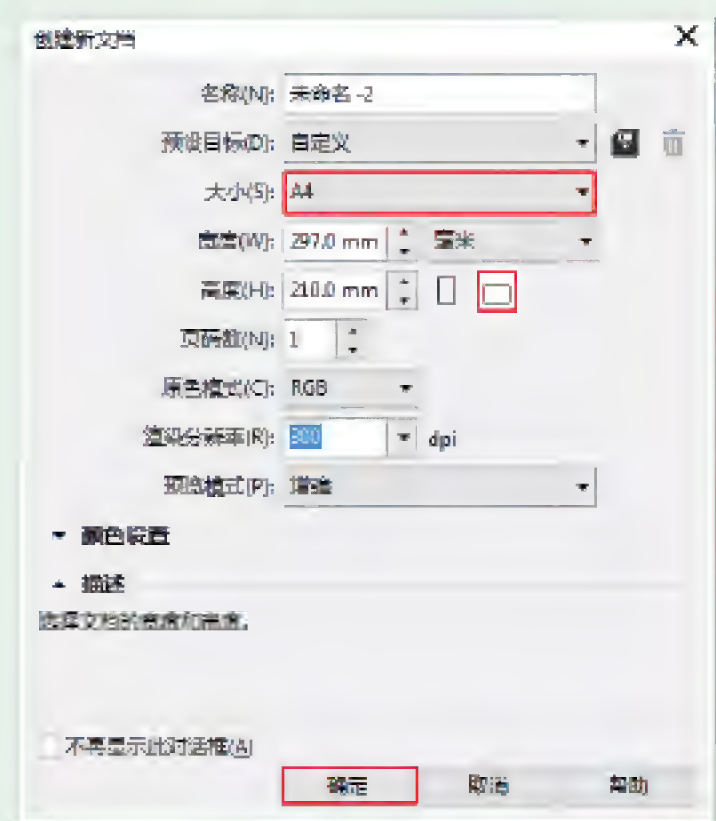 创建新文档
名称(N): 未命名 -2
预设目标(D): 自定义
大小(S): A4
宽度(W): 297.0 mm 毫米
高度(H): 210.0 mm
页码数(N): 1
原色模式(C): RGB
渲染分辨率(R): 300 dpi
预览模式(P): 增强
颜色设置
描述
选择文档的宽度和高度。
不再显示此对话框(A)
确定 取消 帮助